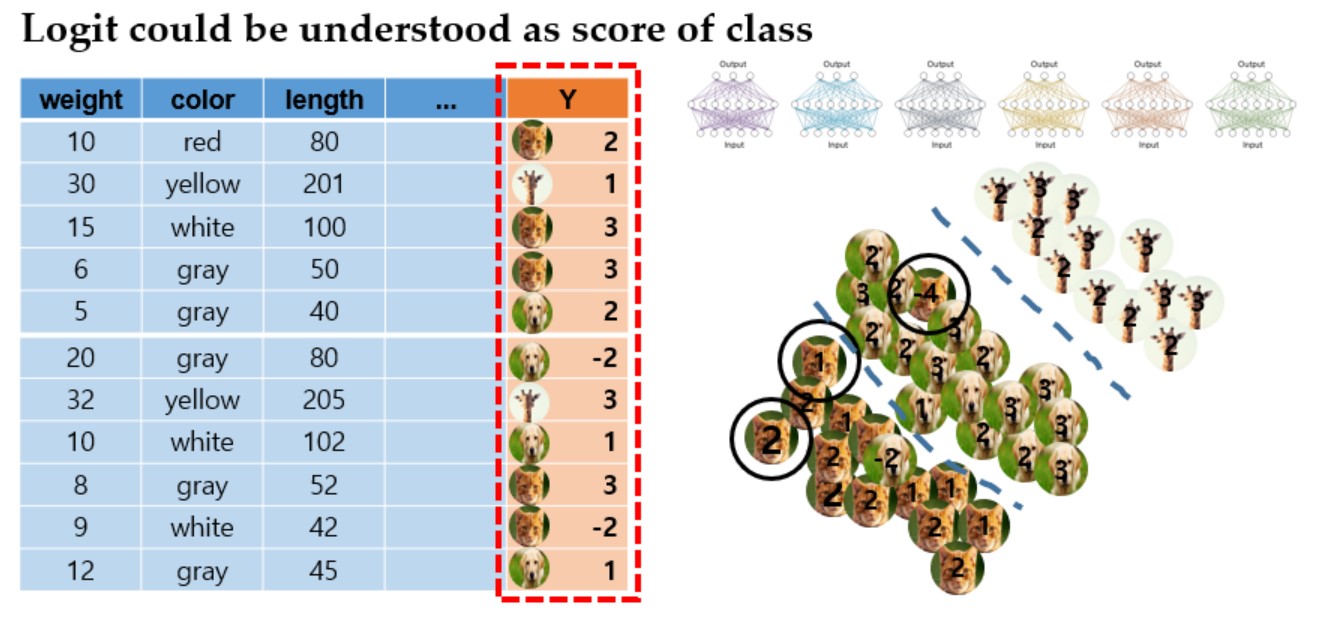 Logit could be understood as score of class
weight color length ... Y
10 red 80 2
30 yellow 201 1
15 white 100 3
6 gray 50 3
5 gray 40 2
20 gray 80 -2
32 yellow 205 3
10 white 102 1
8 gray 52 3
9 white 42 -2
12 gray 45 1
Output Output Output Output Output Output
Input Input Input Input Input Input
2 3 3
2 3 3
2
2 3 3
2
2
2
3 2 -4
2 2 3
3 2
1
3
1 3 3
2 2 3
2 1
2
2 -2
2 2 1 1
2 1
2